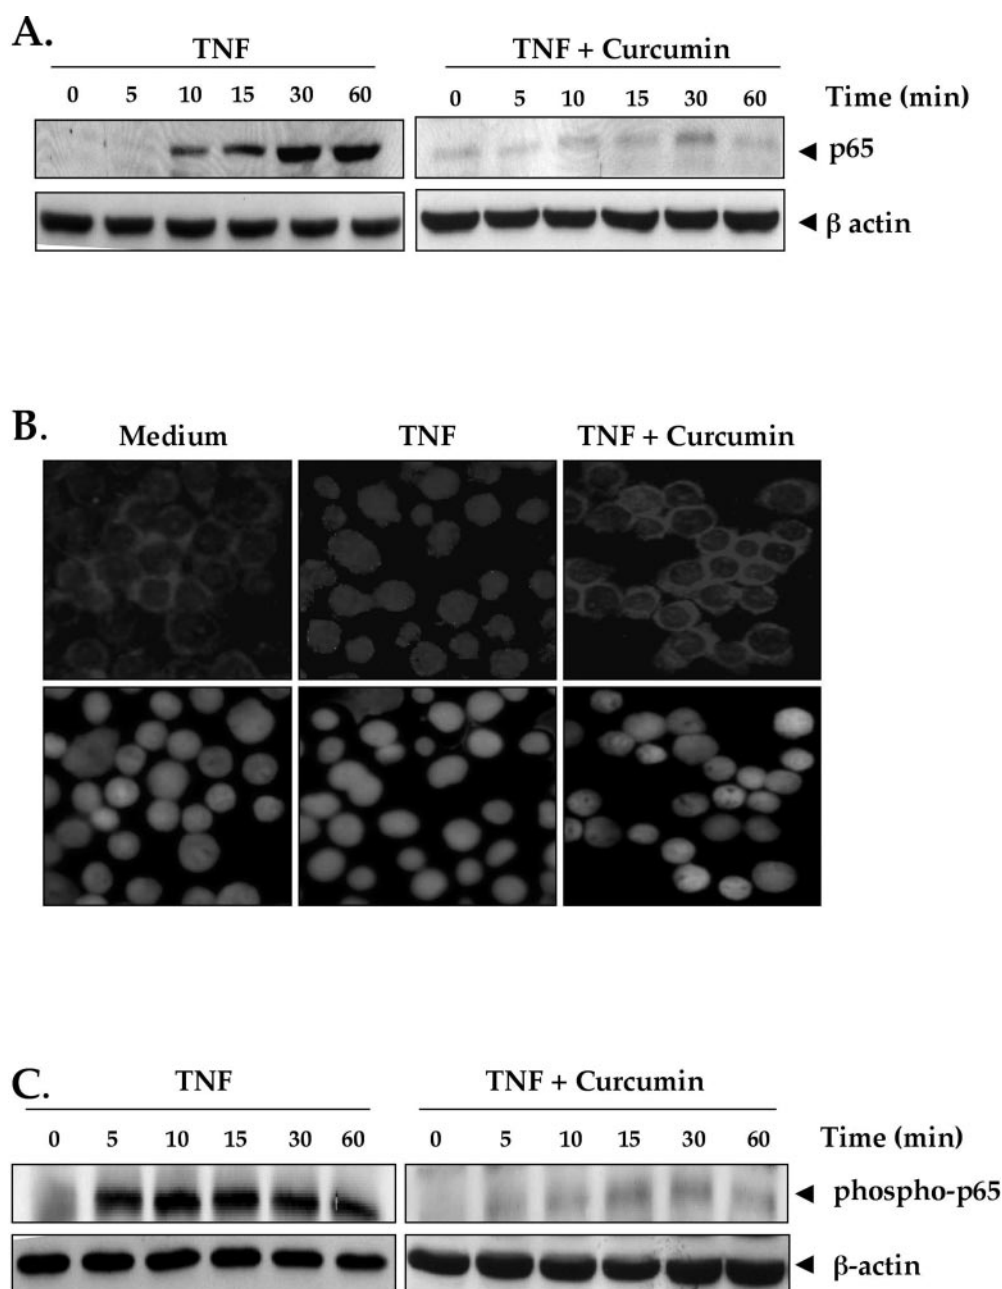 A.
TNF
TNF + Curcumin
0 5 10 15 30 60
0 5 10 15 30 60
Time (min)
p65
β actin
B.
Medium
TNF
TNF + Curcumin
C.
TNF
TNF + Curcumin
0 5 10 15 30 60
0 5 10 15 30 60
Time (min)
phospho-p65
β-actin